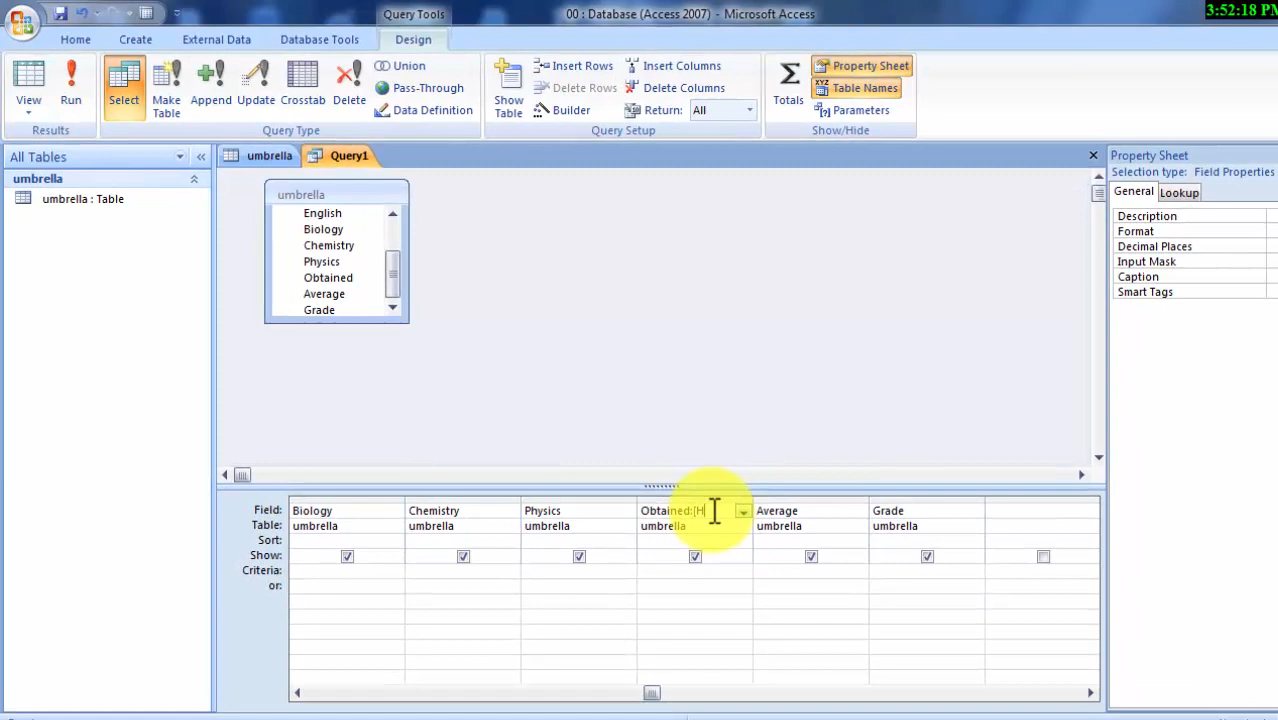 Query Tools
00 : Database (Access 2007) - Microsoft Access
3:52:18 PM
Home Create External Data Database Tools Design
View
Run
Results
Select
Make Table
Append
Update
Crosstab
Delete
Union
Pass-Through
Data Definition
Query Type
Show Table
Insert Rows
Delete Rows
Builder
Insert Columns
Delete Columns
Return: All
Query Setup
Totals
Property Sheet
XYZ Table Names
Parameters
Show/Hide
All Tables
umbrella
umbrella : Table
umbrella Query1
umbrella
English
Biology
Chemistry
Physics
Obtained
Average
Grade
Field: Biology Chemistry Physics Obtained:[H Average Grade
Table: umbrella umbrella umbrella umbrella umbrella umbrella
Sort:
Show:
Criteria:
or:
Property Sheet
Selection type: Field Properties
General Lookup
Description
Format
Decimal Places
Input Mask
Caption
Smart Tags